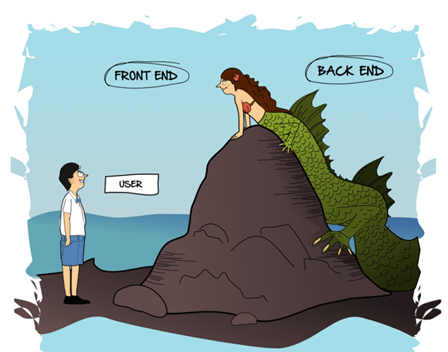 FRONT END
BACK END
USER